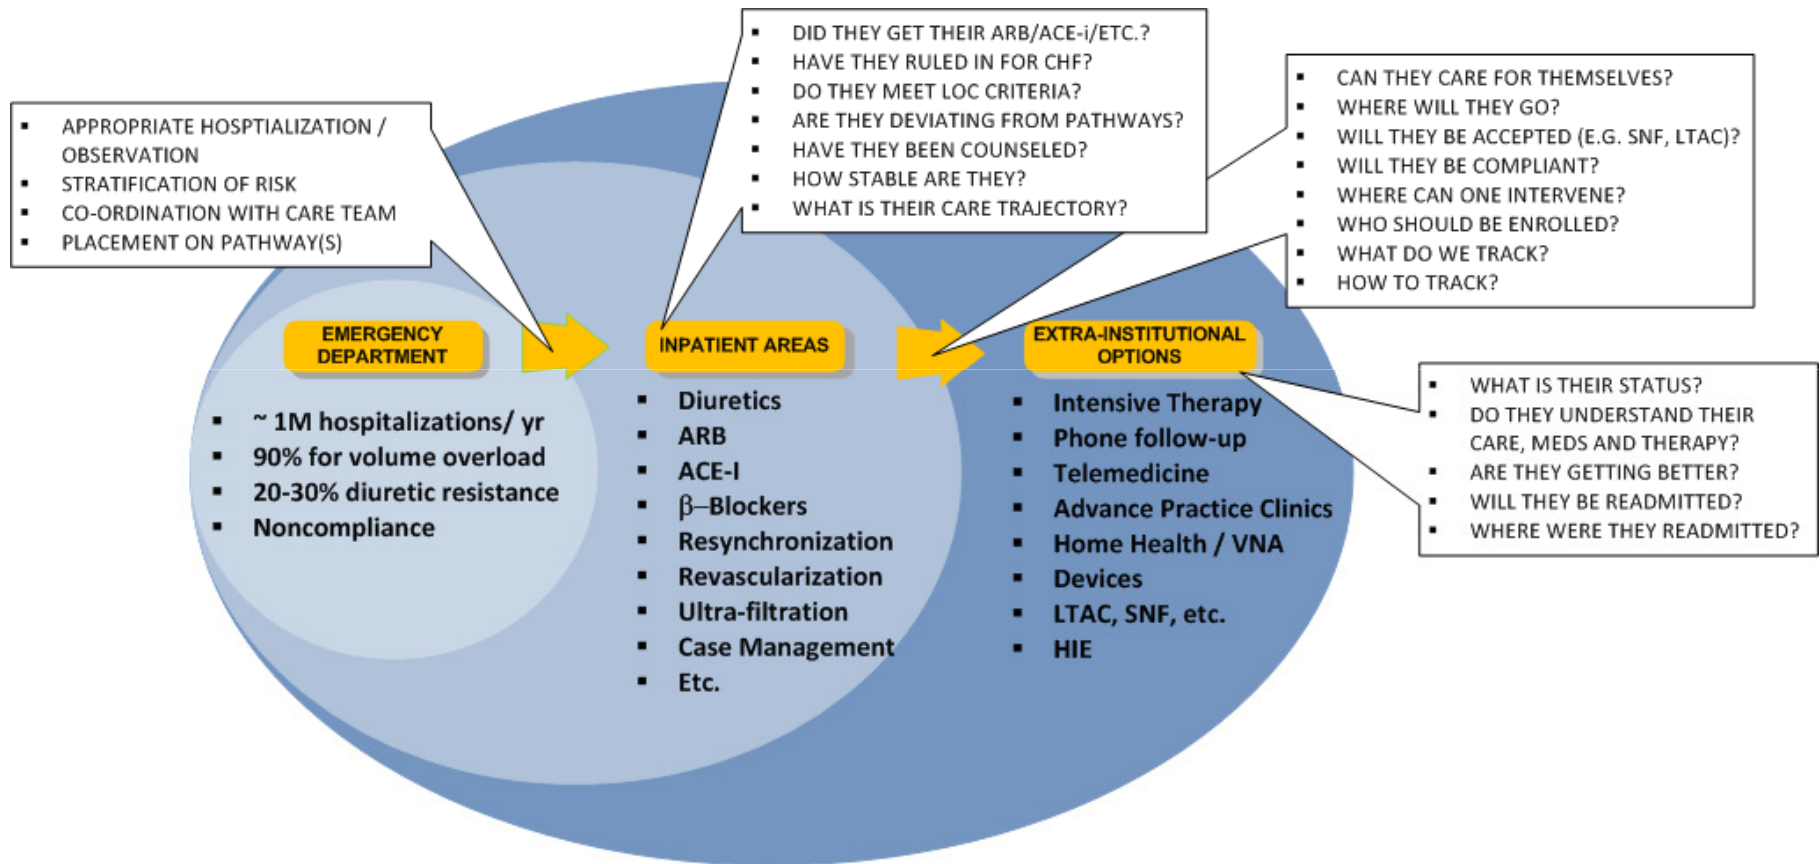 ▪ APPROPRIATE HOSPTIALIZATION /
OBSERVATION
▪ STRATIFICATION OF RISK
▪ CO-ORDINATION WITH CARE TEAM
▪ PLACEMENT ON PATHWAY(S)
▪ DID THEY GET THEIR ARB/ACE-i/ETC.?
▪ HAVE THEY RULED IN FOR CHF?
▪ DO THEY MEET LOC CRITERIA?
▪ ARE THEY DEVIATING FROM PATHWAYS?
▪ HAVE THEY BEEN COUNSELED?
▪ HOW STABLE ARE THEY?
▪ WHAT IS THEIR CARE TRAJECTORY?
▪ CAN THEY CARE FOR THEMSELVES?
▪ WHERE WILL THEY GO?
▪ WILL THEY BE ACCEPTED (E.G. SNF, LTAC)?
▪ WILL THEY BE COMPLIANT?
▪ WHERE CAN ONE INTERVENE?
▪ WHO SHOULD BE ENROLLED?
▪ WHAT DO WE TRACK?
▪ HOW TO TRACK?
EMERGENCY
DEPARTMENT
▪ ~ 1M hospitalizations/ yr
▪ 90% for volume overload
▪ 20-30% diuretic resistance
▪ Noncompliance
INPATIENT AREAS
▪ Diuretics
▪ ARB
▪ ACE-I
▪ β–Blockers
▪ Resynchronization
▪ Revascularization
▪ Ultra-filtration
▪ Case Management
▪ Etc.
EXTRA-INSTITUTIONAL
OPTIONS
▪ Intensive Therapy
▪ Phone follow-up
▪ Telemedicine
▪ Advance Practice Clinics
▪ Home Health / VNA
▪ Devices
▪ LTAC, SNF, etc.
▪ HIE
▪ WHAT IS THEIR STATUS?
▪ DO THEY UNDERSTAND THEIR
CARE, MEDS AND THERAPY?
▪ ARE THEY GETTING BETTER?
▪ WILL THEY BE READMITTED?
▪ WHERE WERE THEY READMITTED?